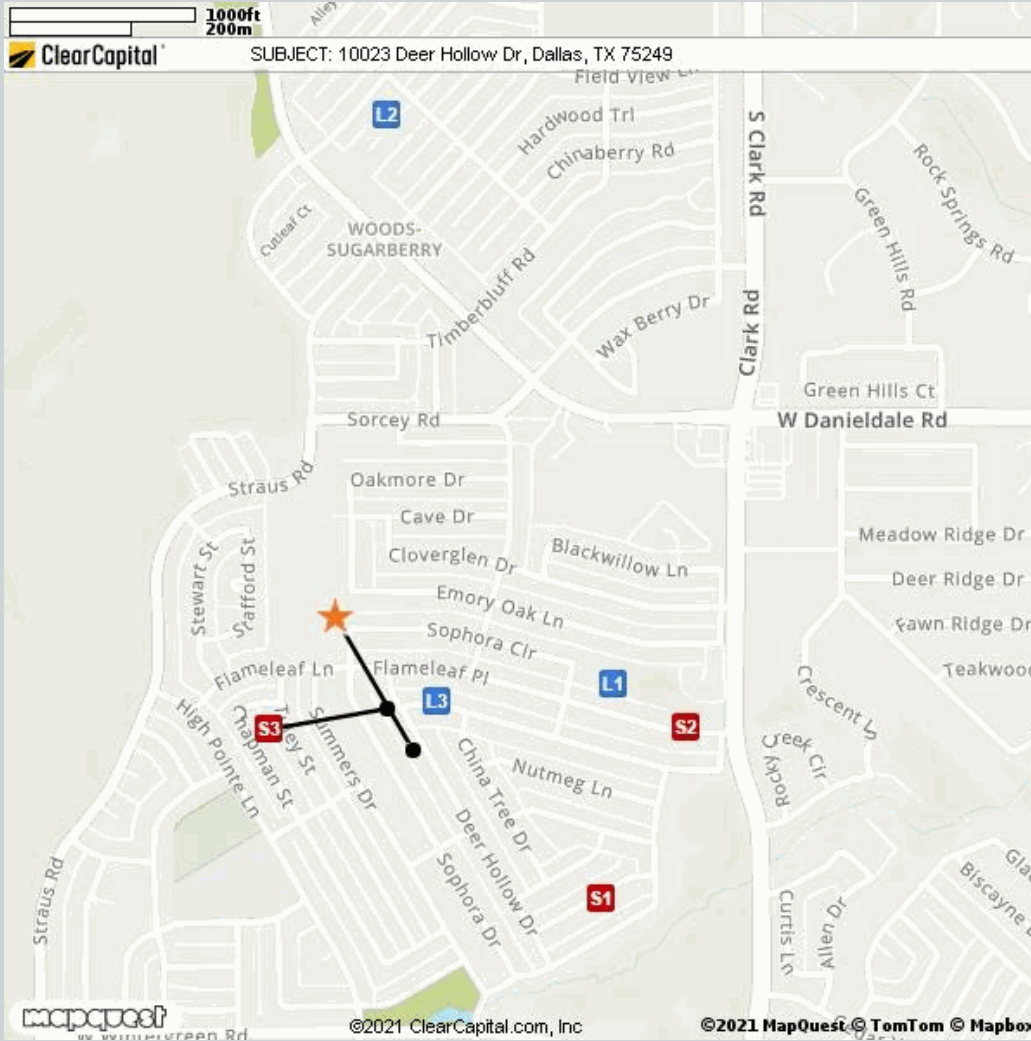 1000ft
200m
Alley
ClearCapital
SUBJECT: 10023 Deer Hollow Dr, Dallas, TX 75249
Field View Ln
L2
Hardwood Trl
Chinaberry Rd
S Clark Rd
Rock Springs Rd
Cutleaf Ct
WOODS-
SUGARBERRY
Green Hills Rd
Timberbluff Rd
Wax Berry Dr
Clark Rd
Green Hills Ct
Sorcey Rd
W Danieldale Rd
Straus Rd
Oakmore Dr
Cave Dr
Meadow Ridge Dr
Cloverglen Dr
Blackwillow Ln
Stewart St
Stafford St
Deer Ridge Dr
Emory Oak Ln
Sophora Cir
Fawn Ridge Dr
Flameleaf Ln
Flameleaf Pl
Teakwood
L1
L3
Crescent Ln
S3
S2
High Pointe Ln
Chapman St
Summers Dr
China Tree Dr
Nutmeg Ln
Rocky Creek Cir
Deer Hollow Dr
Sophora Dr
S1
Straus Rd
Curtis Ln
Allen Dr
Biscayne
mapquest
W Wintergreen Rd
©2021 ClearCapital.com, Inc
©2021 MapQuest © TomTom © Mapbox